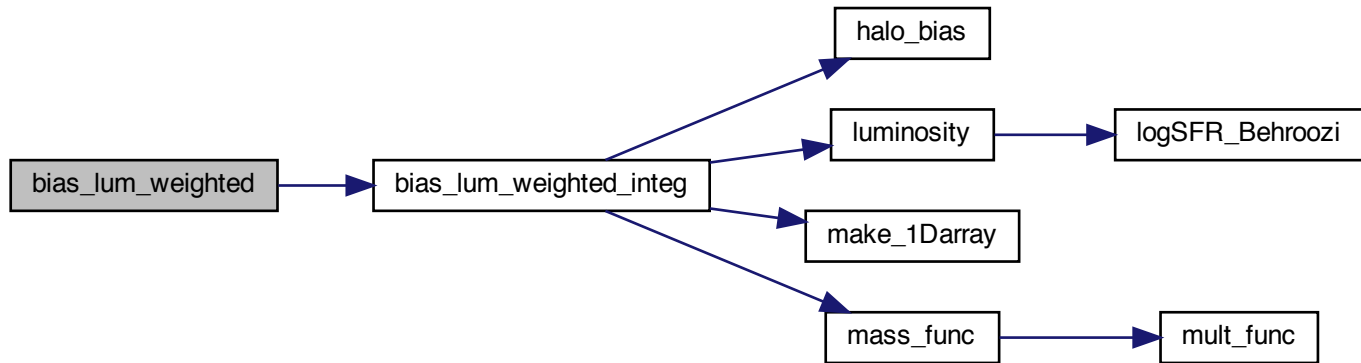 halo_bias
luminosity
logSFR_Behroozi
bias_lum_weighted
bias_lum_weighted_integ
make_1Darray
mass_func
mult_func